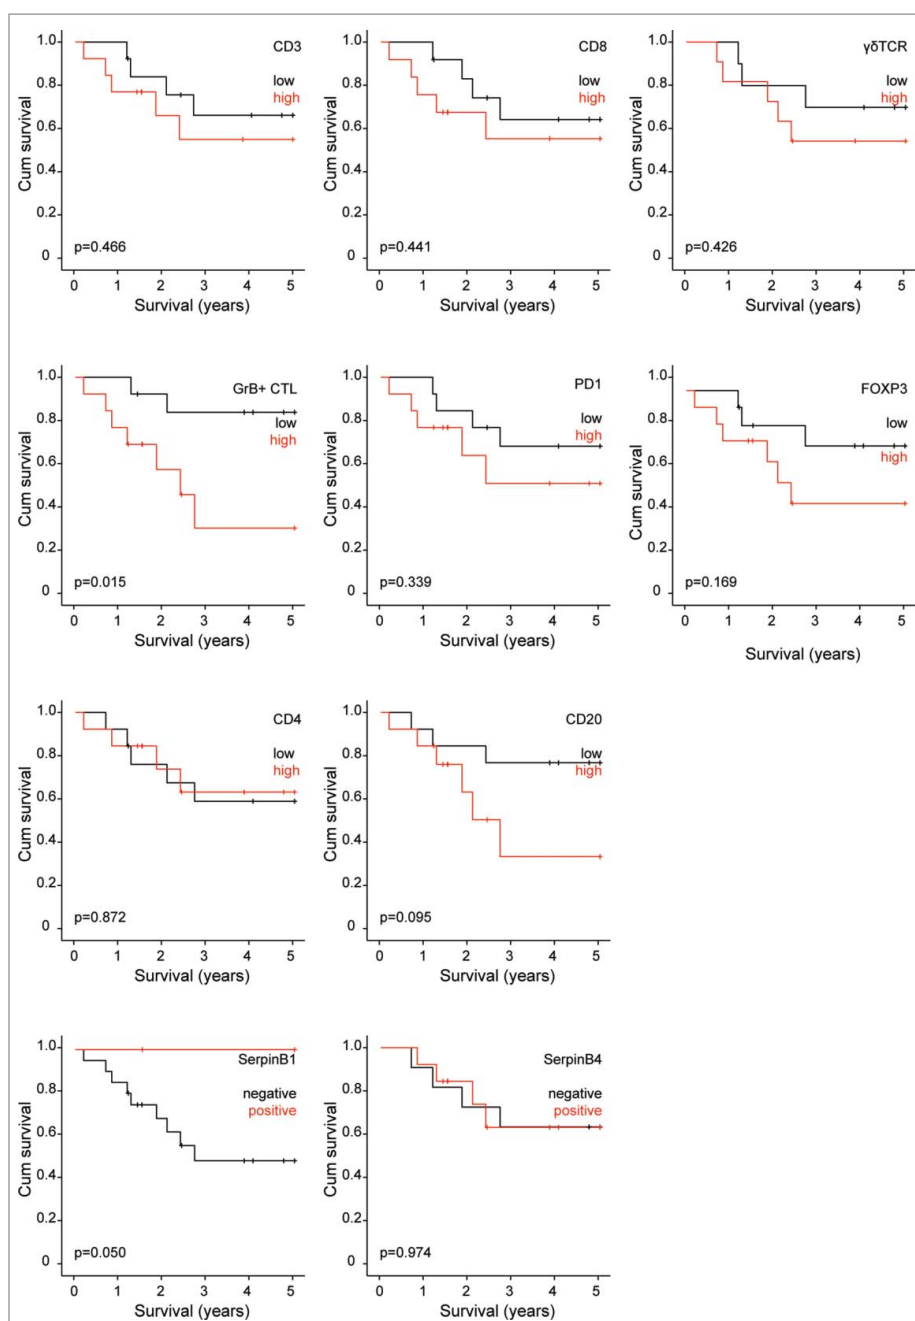 CD3
low
high
1.0
0.8
0.6
0.4
0.2
0
Cum survival
p=0.466
0 1 2 3 4 5
Survival (years)
CD8
low
high
1.0
0.8
0.6
0.4
0.2
0
Cum survival
p=0.441
0 1 2 3 4 5
Survival (years)
γδTCR
low
high
1.0
0.8
0.6
0.4
0.2
0
Cum survival
p=0.426
0 1 2 3 4 5
Survival (years)
GrB+ CTL
low
high
1.0
0.8
0.6
0.4
0.2
0
Cum survival
p=0.015
0 1 2 3 4 5
Survival (years)
PD1
low
high
1.0
0.8
0.6
0.4
0.2
0
Cum survival
p=0.339
0 1 2 3 4 5
Survival (years)
FOXP3
low
high
1.0
0.8
0.6
0.4
0.2
0
Cum survival
p=0.169
0 1 2 3 4 5
Survival (years)
CD4
low
high
1.0
0.8
0.6
0.4
0.2
0
Cum survival
p=0.872
0 1 2 3 4 5
Survival (years)
CD20
low
high
1.0
0.8
0.6
0.4
0.2
0
Cum survival
p=0.095
0 1 2 3 4 5
Survival (years)
SerpinB1
negative
positive
1.0
0.8
0.6
0.4
0.2
0
Cum survival
p=0.050
0 1 2 3 4 5
Survival (years)
SerpinB4
negative
positive
1.0
0.8
0.6
0.4
0.2
0
Cum survival
p=0.974
0 1 2 3 4 5
Survival (years)